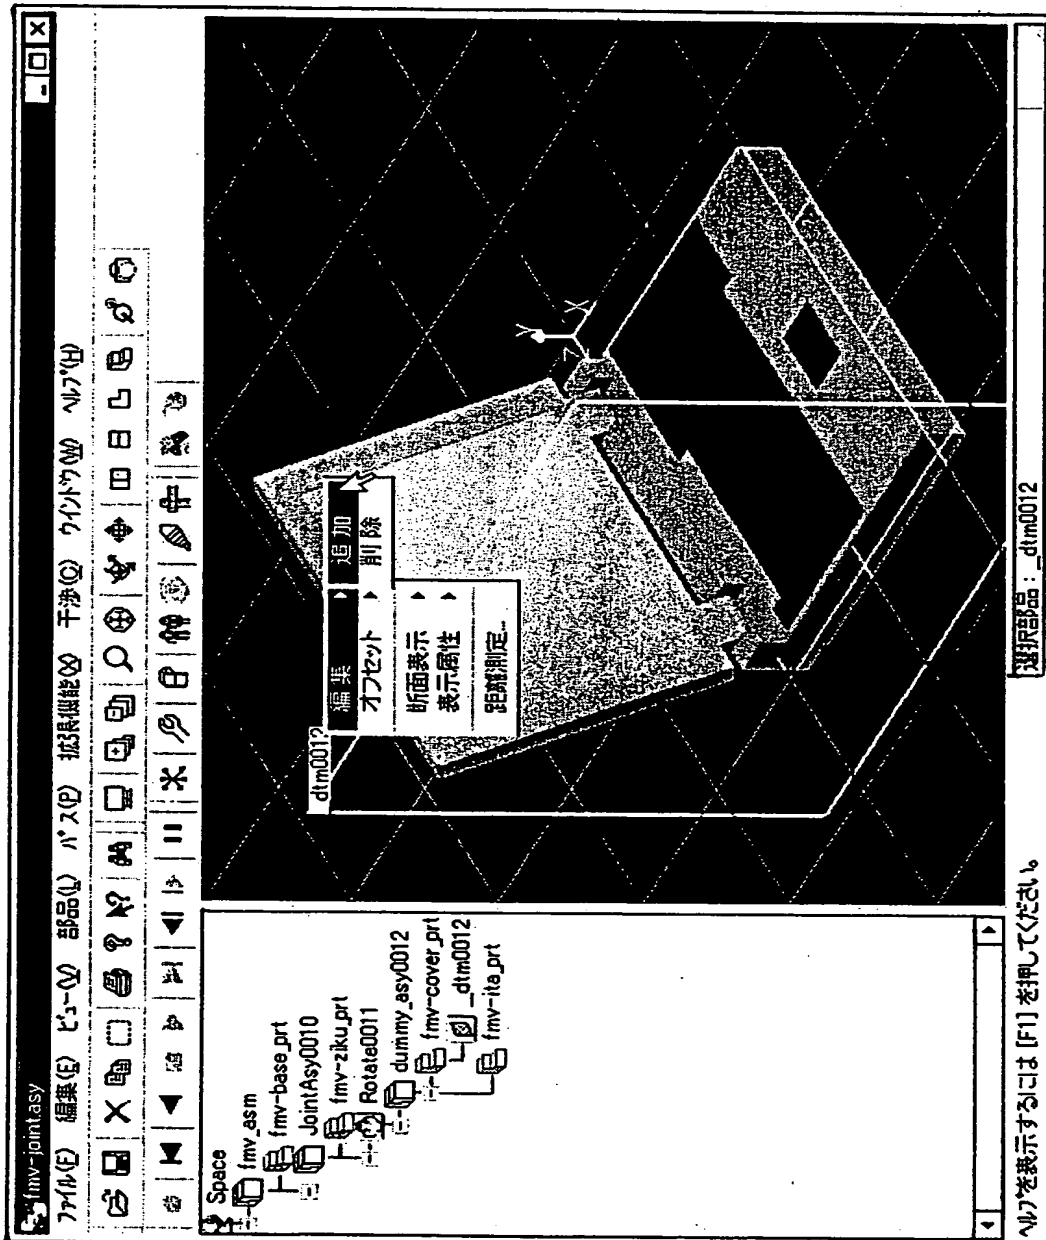 fmv-joint.asy
ファイル(F) 編集(E) ビュー(V) 部品(L) パス(P) 拡張機能(X) 干渉(Q) ウィンドウ(W) ヘルプ(H)
Space
fmv_asm
fmv-base_prt
JointAsy0010
fmv-ziku_prt
Rotate0011
dummy_asy0012
fmv-cover_prt
_dtm0012
fmv-ita_prt
dtm0012
編集
オフセット
断面表示
表示属性
距離測定...
追加
削除
Y
X
Z
ヘルプを表示するには [F1] を押してください。
選択部品 : _dtm0012